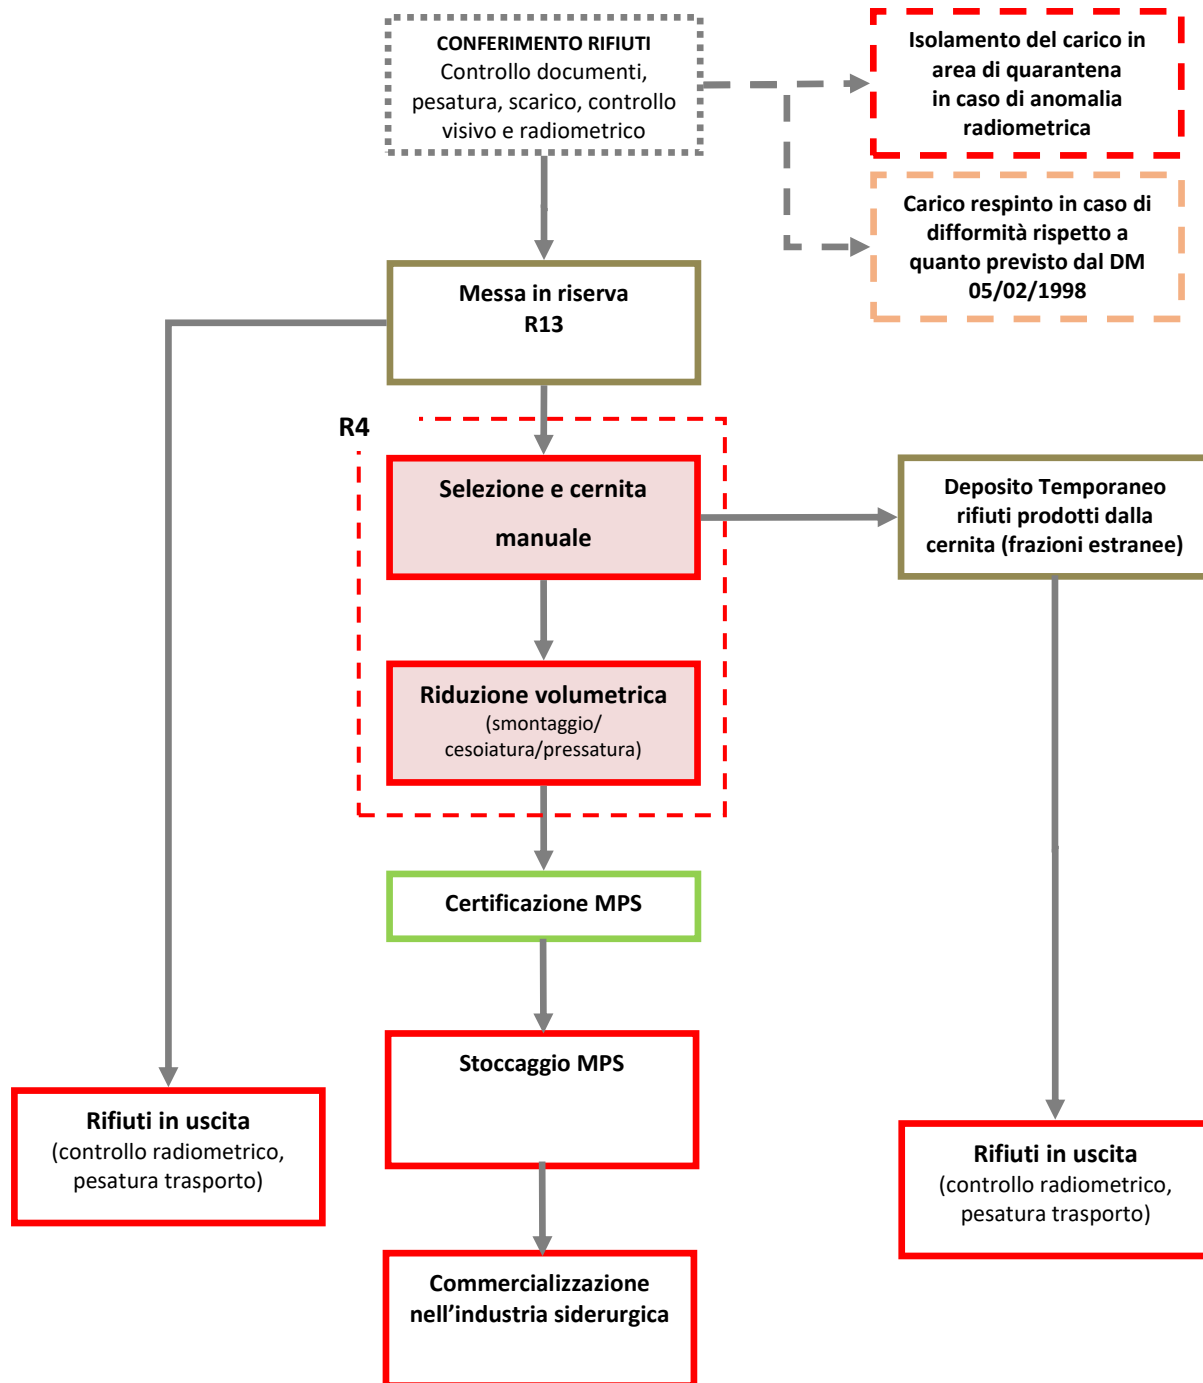 CONFERIMENTO RIFIUTI
Controllo documenti,
pesatura, scarico, controllo
visivo e radiometrico
Isolamento del carico in
area di quarantena
in caso di anomalia
radiometrica
Carico respinto in caso di
difformità rispetto a
quanto previsto dal DM
05/02/1998
Messa in riserva
R13
R4
Selezione e cernita
manuale
Deposito Temporaneo
rifiuti prodotti dalla
cernita (frazioni estranee)
Riduzione volumetrica
(smontaggio/
cesoiatura/pressatura)
Certificazione MPS
Stoccaggio MPS
Rifiuti in uscita
(controllo radiometrico,
pesatura trasporto)
Rifiuti in uscita
(controllo radiometrico,
pesatura trasporto)
Commercializzazione
nell’industria siderurgica